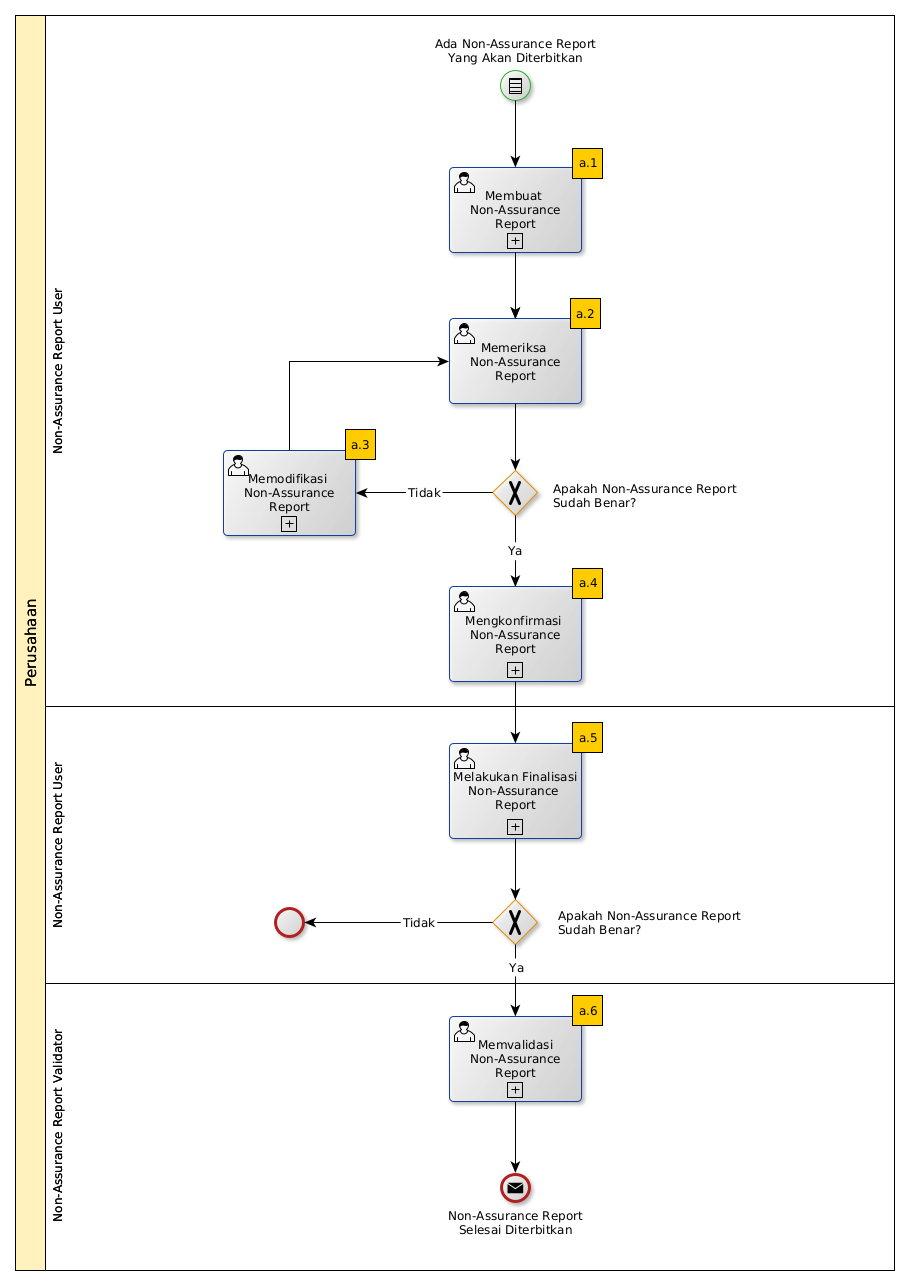 Perusahaan
Non-Assurance Report User
Ada Non-Assurance Report
Yang Akan Diterbitkan
a.1
Membuat
Non-Assurance
Report
a.2
Memeriksa
Non-Assurance
Report
a.3
Memodifikasi
Non-Assurance
Report
Tidak
Apakah Non-Assurance Report
Sudah Benar?
Ya
a.4
Mengkonfirmasi
Non-Assurance
Report
Non-Assurance Report User
a.5
Melakukan Finalisasi
Non-Assurance
Report
Tidak
Apakah Non-Assurance Report
Sudah Benar?
Ya
Non-Assurance Report Validator
a.6
Memvalidasi
Non-Assurance
Report
Non-Assurance Report
Selesai Diterbitkan